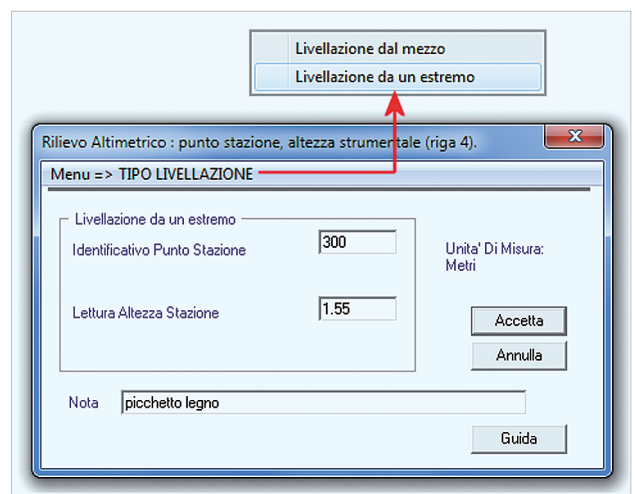 Livellazione dal mezzo
Livellazione da un estremo
Rilievo Altimetrico : punto stazione, altezza strumentale (riga 4).
Menu => TIPO LIVELLAZIONE
Livellazione da un estremo
Identificativo Punto Stazione
300
Unita' Di Misura:
Metri
Lettura Altezza Stazione
1.55
Accetta
Annulla
Nota
picchetto legno
Guida